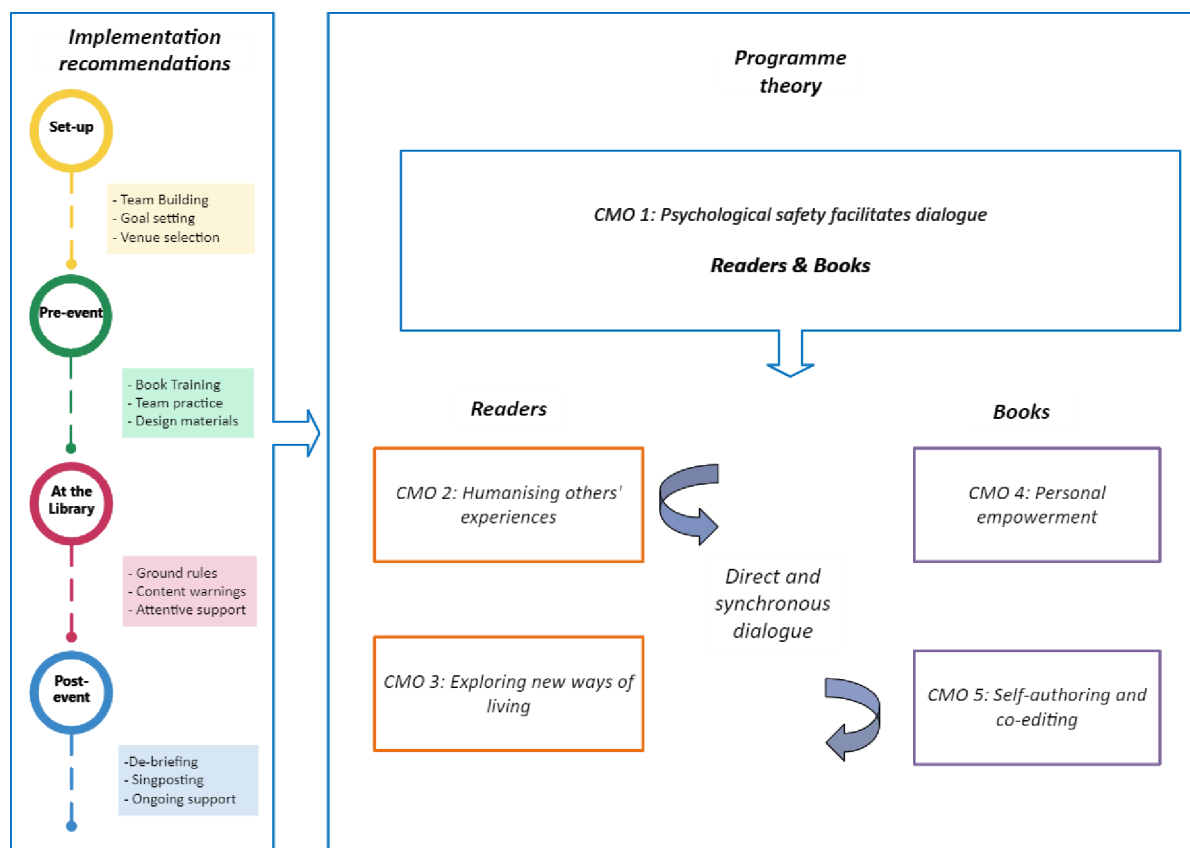 Implementation
recommendations
Set-up
- Team Building
- Goal setting
- Venue selection
Pre-event
- Book Training
- Team practice
- Design materials
At the
Library
- Ground rules
- Content warnings
- Attentive support
Post-
event
-De-briefing
- Singposting
- Ongoing support
Programme
theory
CMO 1: Psychological safety facilitates dialogue
Readers & Books
Readers
CMO 2: Humanising others'
experiences
CMO 3: Exploring new ways of
living
Direct and
synchronous
dialogue
Books
CMO 4: Personal
empowerment
CMO 5: Self-authoring and
co-editing